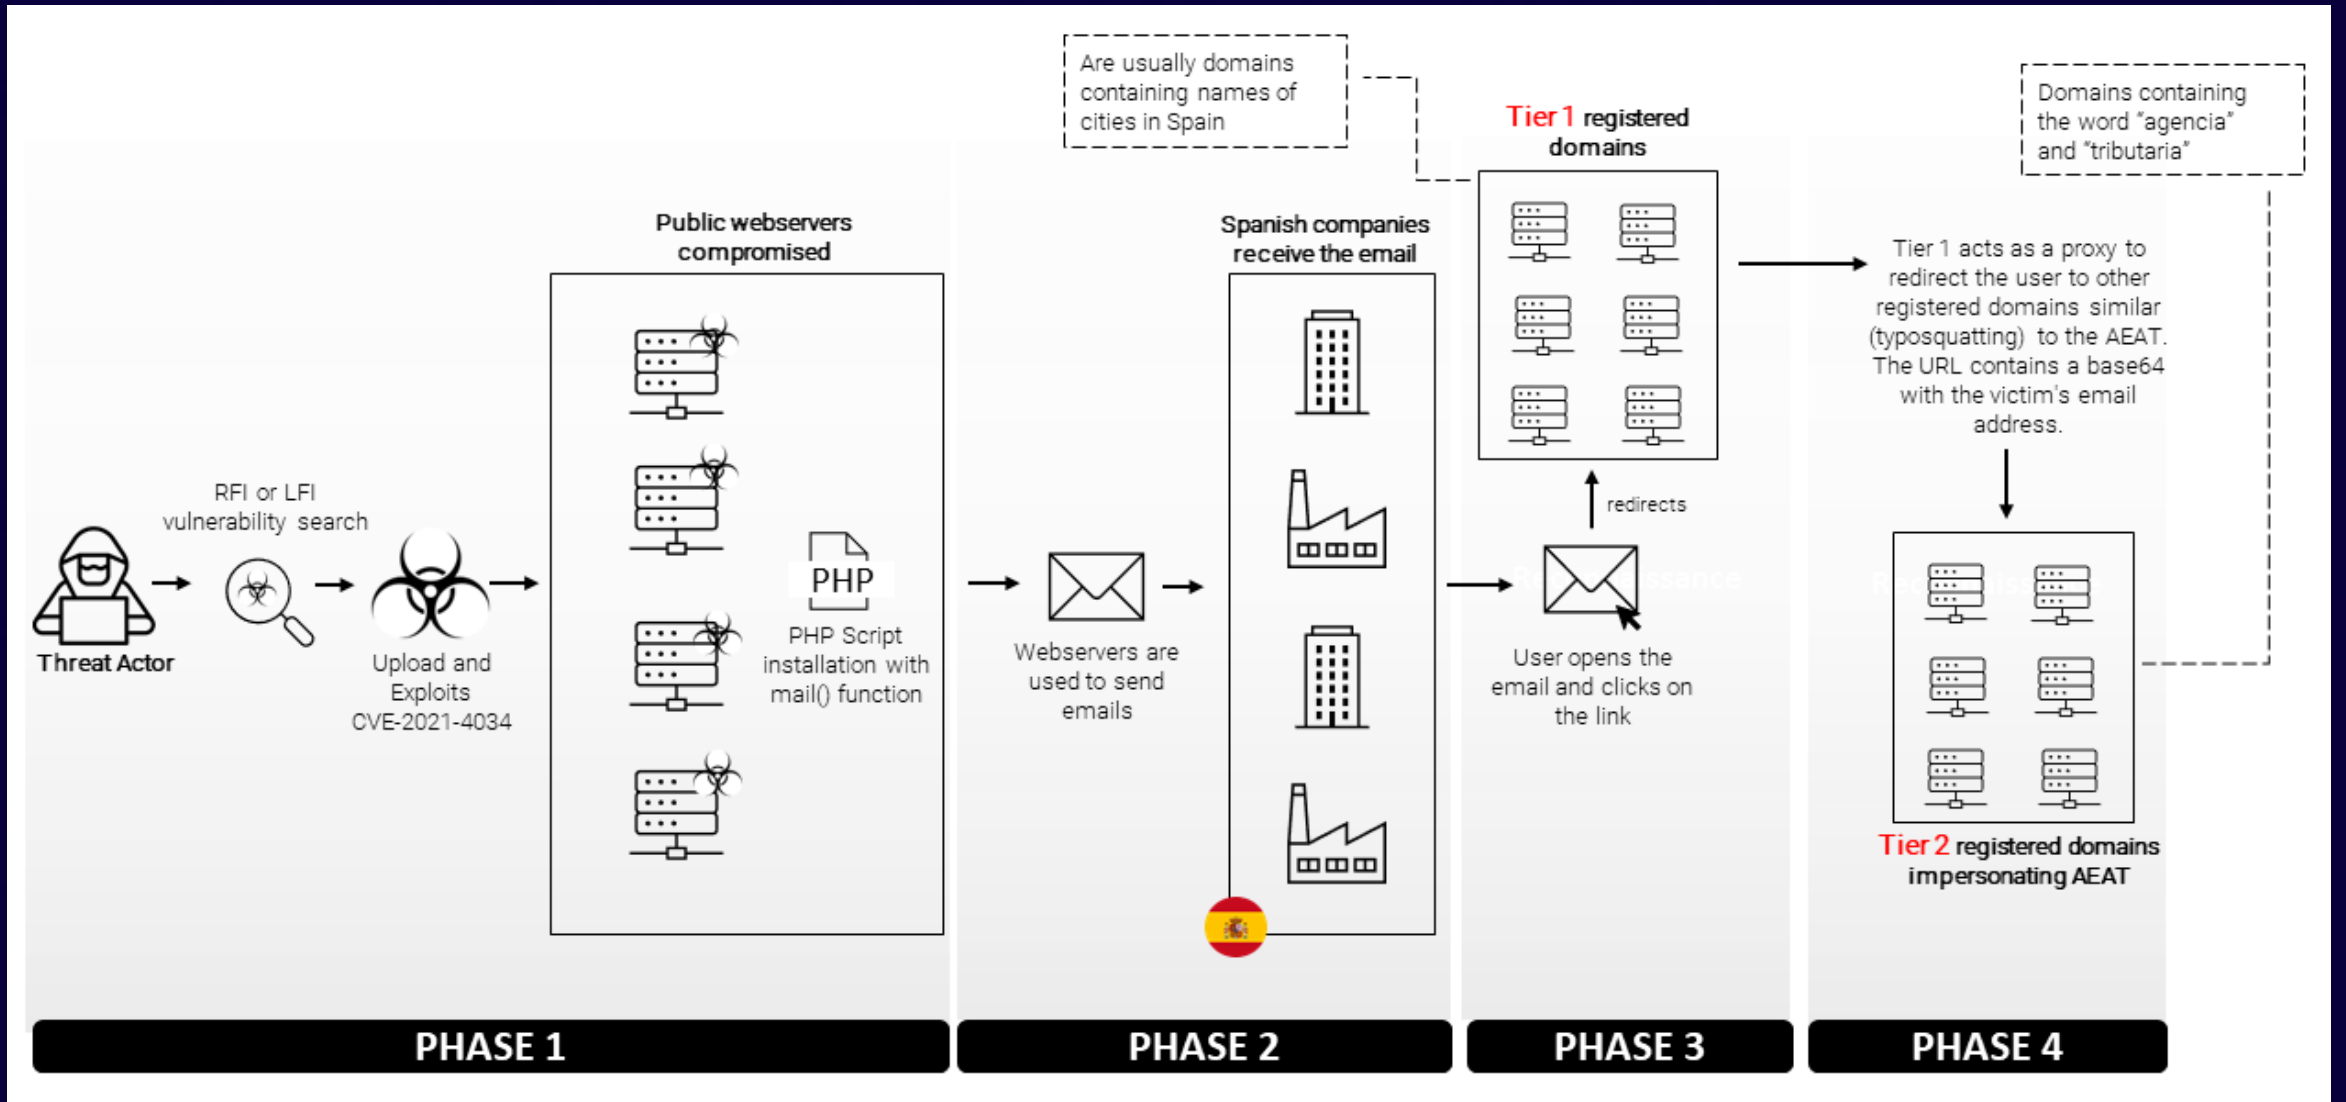 Are usually domains
containing names of
cities in Spain
Tier 1 registered
domains
Domains containing
the word "agencia"
and "tributaria"
Public webservers
compromised
Spanish companies
receive the email
Tier 1 acts as a proxy to
redirect the user to other
registered domains similar
(typosquatting) to the AEAT.
The URL contains a base64
with the victim's email
address.
RFI or LFI
vulnerability search
redirects
Threat Actor
Upload and
Exploits
CVE-2021-4034
PHP
PHP Script
installation with
mail() function
Webservers are
used to send
emails
User opens the
email and clicks on
the link
Tier 2 registered domains
impersonating AEAT
PHASE 1
PHASE 2
PHASE 3
PHASE 4